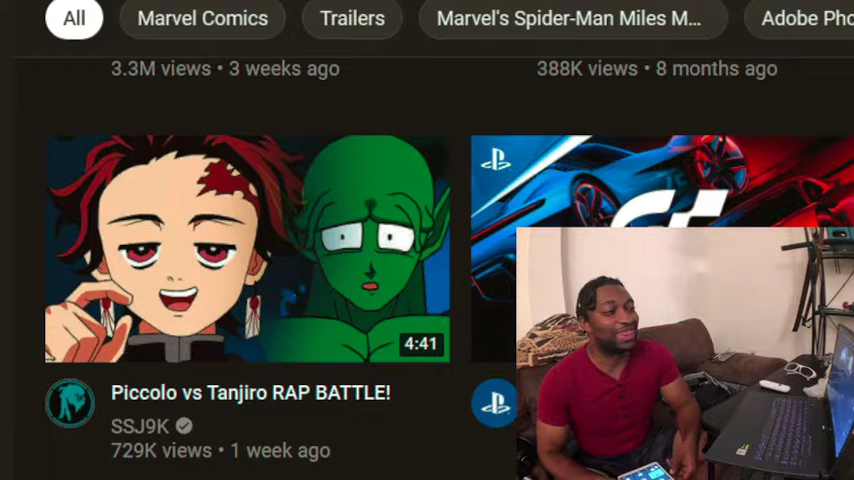 All
Marvel Comics
Trailers
Marvel's Spider-Man Miles M...
Adobe Pho
3.3M views • 3 weeks ago
388K views • 8 months ago
4:41
Piccolo vs Tanjiro RAP BATTLE!
SSJ9K
729K views • 1 week ago